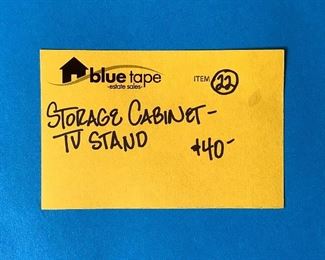 blue tape
-estate sales-
ITEM 22
STORAGE CABINET -
TV STAND
$40-